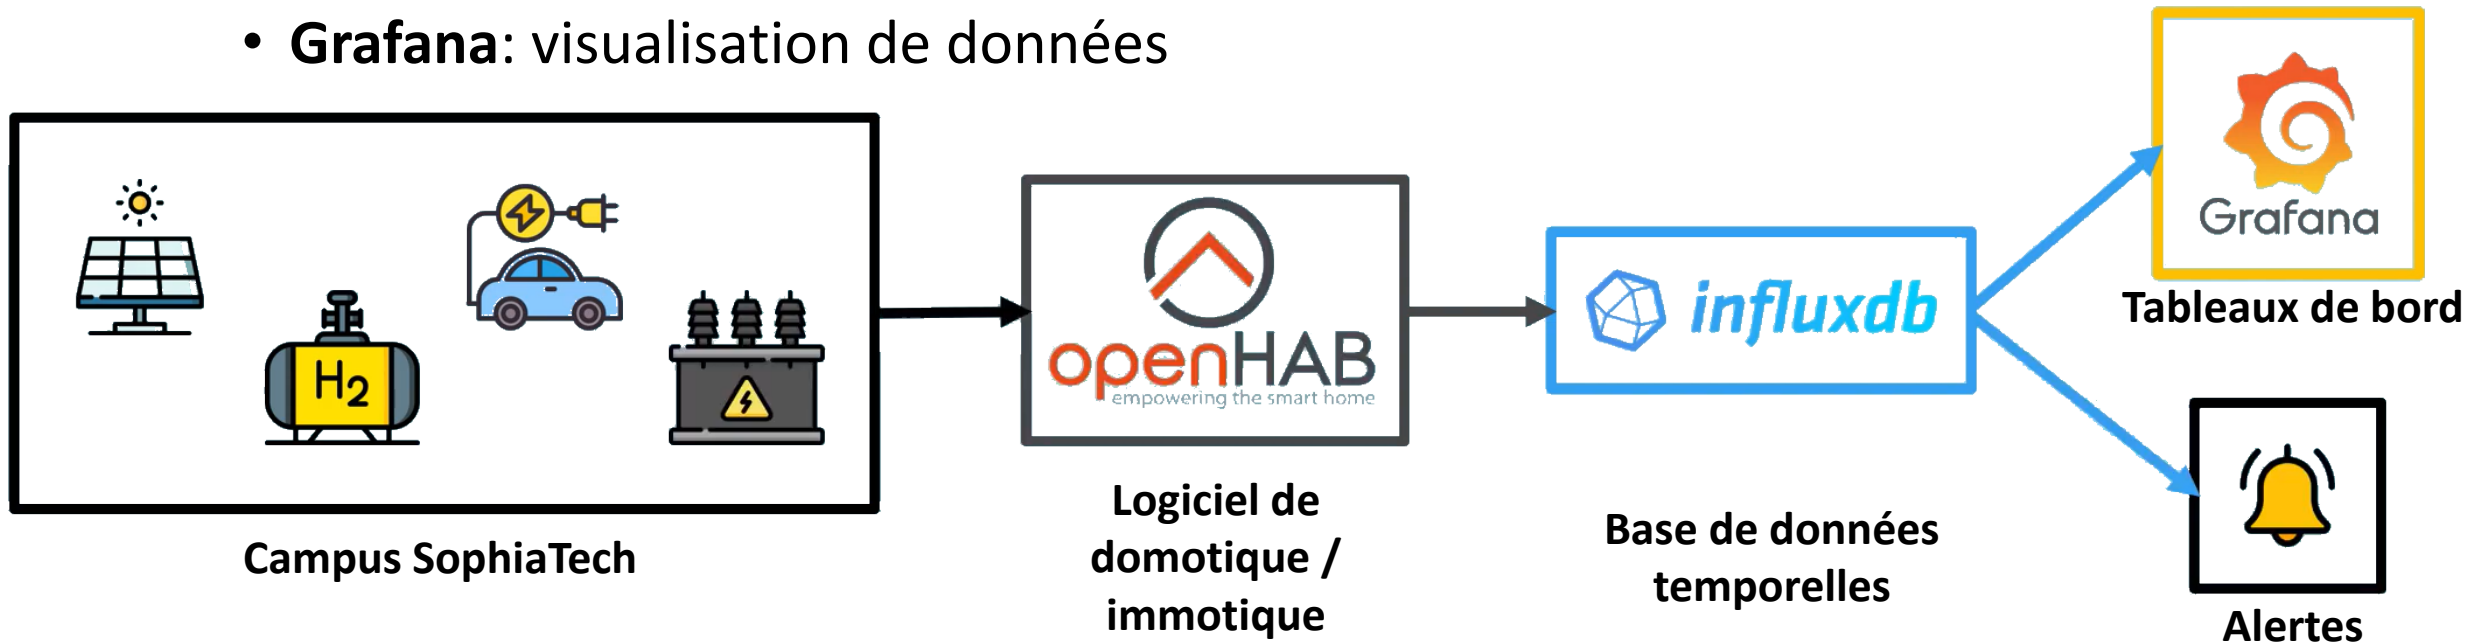 • Grafana: visualisation de données
H2
Campus SophiaTech
openHAB
empowering the smart home
Logiciel de
domotique /
immotique
influxdb
Base de données
temporelles
Grafana
Tableaux de bord
Alertes